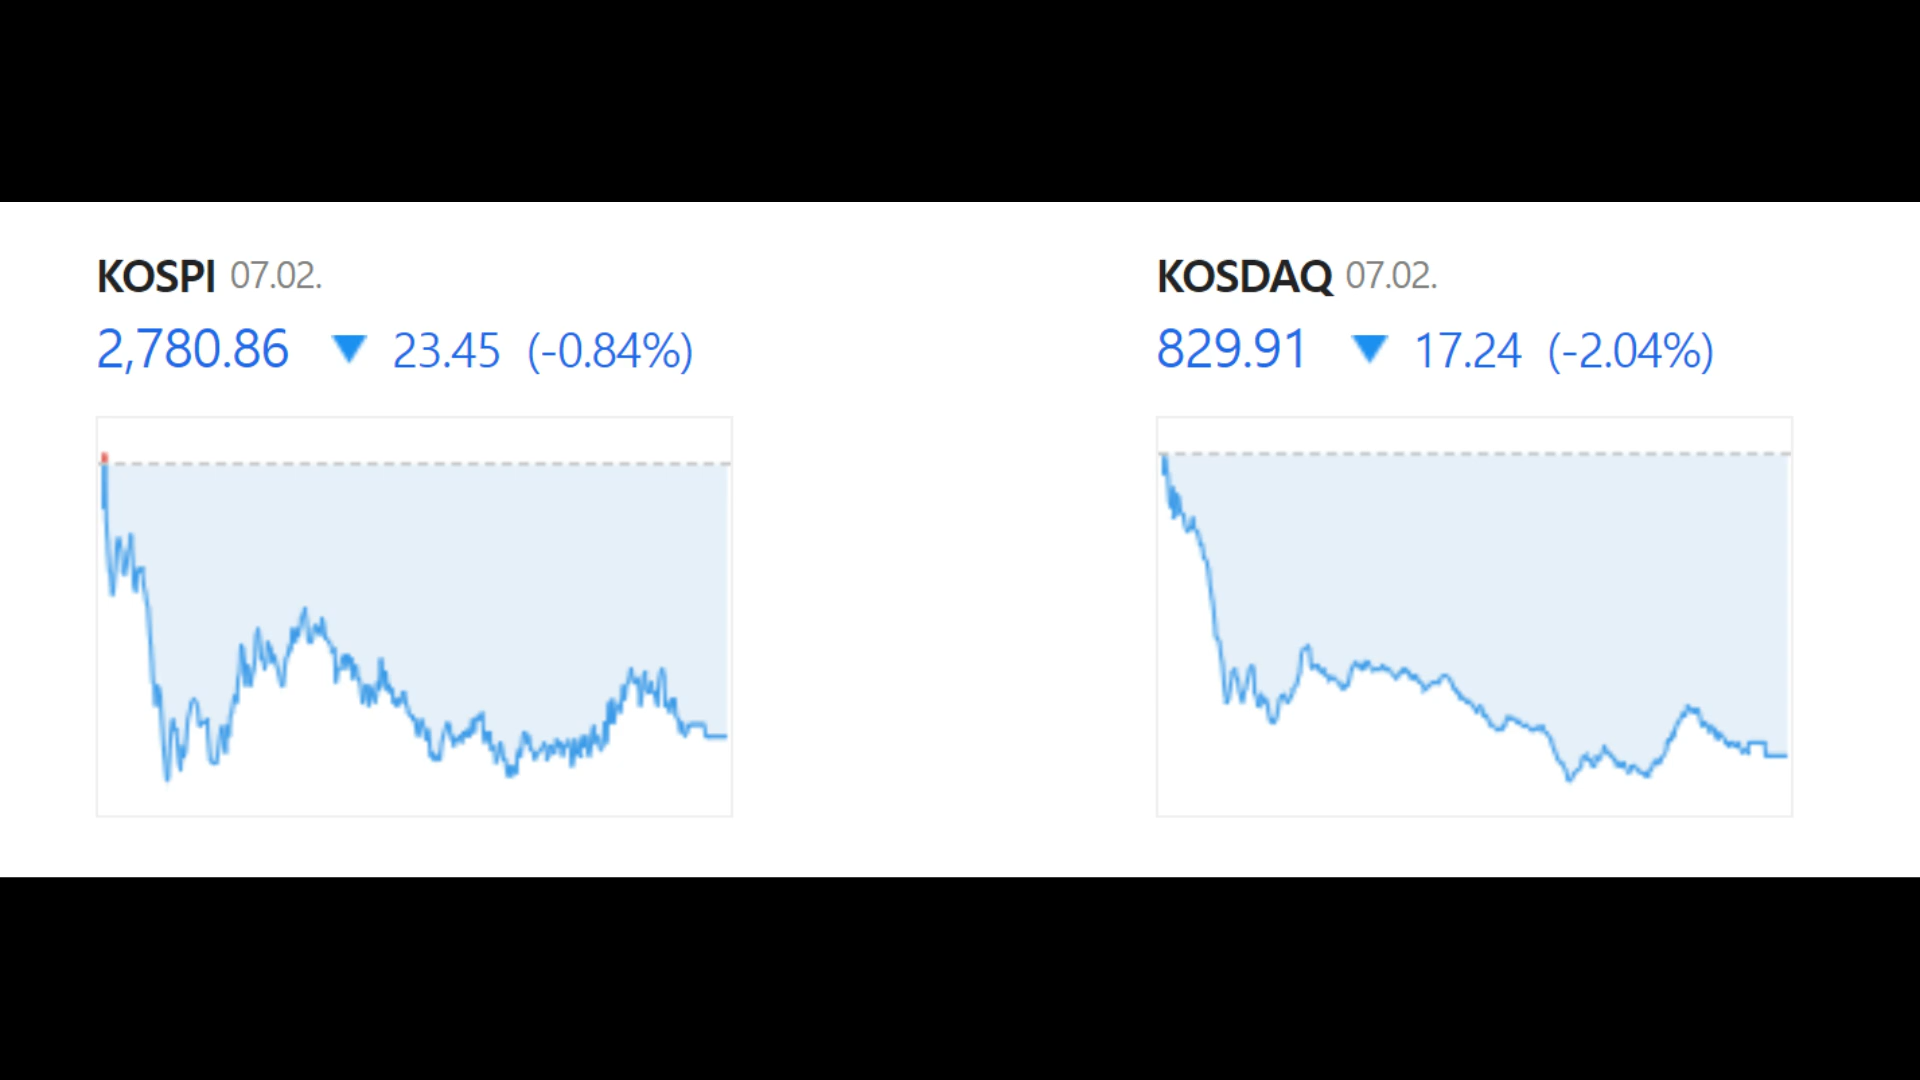 KOSPI 07.02.
2,780.86 ▼ 23.45 (-0.84%)
KOSDAQ 07.02.
829.91 ▼ 17.24 (-2.04%)